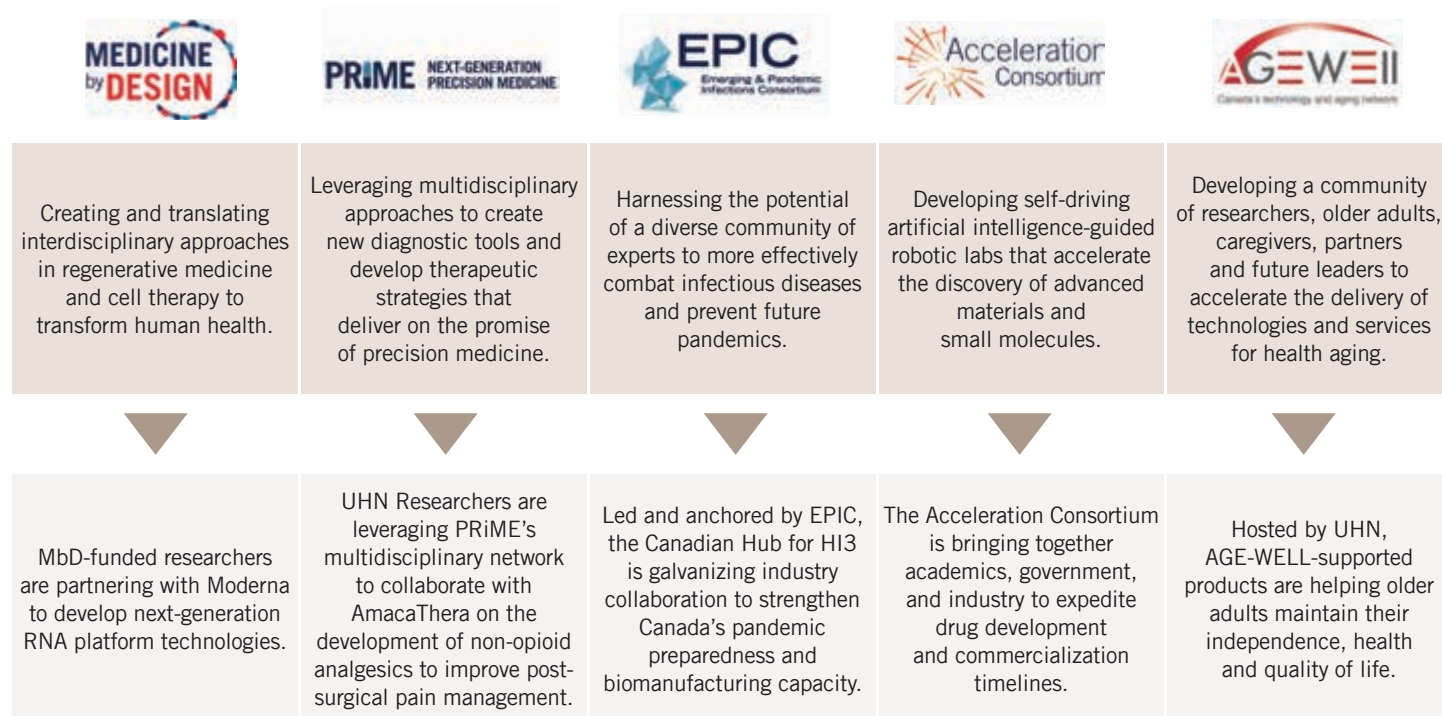 MEDICINE
by DESIGN
PRiME NEXT-GENERATION
PRECISION MEDICINE
EPIC
Emerging & Pandemic
Infections Consortium
Acceleration
Consortium
AGEWEll
Canada's technology and aging network
Creating and translating
interdisciplinary approaches
in regenerative medicine
and cell therapy to
transform human health.
Leveraging multidisciplinary
approaches to create
new diagnostic tools and
develop therapeutic
strategies that
deliver on the promise
of precision medicine.
Harnessing the potential
of a diverse community of
experts to more effectively
combat infectious diseases
and prevent future
pandemics.
Developing self-driving
artificial intelligence-guided
robotic labs that accelerate
the discovery of advanced
materials and
small molecules.
Developing a community
of researchers, older adults,
caregivers, partners
and future leaders to
accelerate the delivery of
technologies and services
for health aging.
MbD-funded researchers
are partnering with Moderna
to develop next-generation
RNA platform technologies.
UHN Researchers are
leveraging PRiME's
multidisciplinary network
to collaborate with
AmacaThera on the
development of non-opioid
analgesics to improve post-
surgical pain management.
Led and anchored by EPIC,
the Canadian Hub for HI3
is galvanizing industry
collaboration to strengthen
Canada's pandemic
preparedness and
biomanufacturing capacity.
The Acceleration Consortium
is bringing together
academics, government,
and industry to expedite
drug development
and commercialization
timelines.
Hosted by UHN,
AGE-WELL-supported
products are helping older
adults maintain their
independence, health
and quality of life.